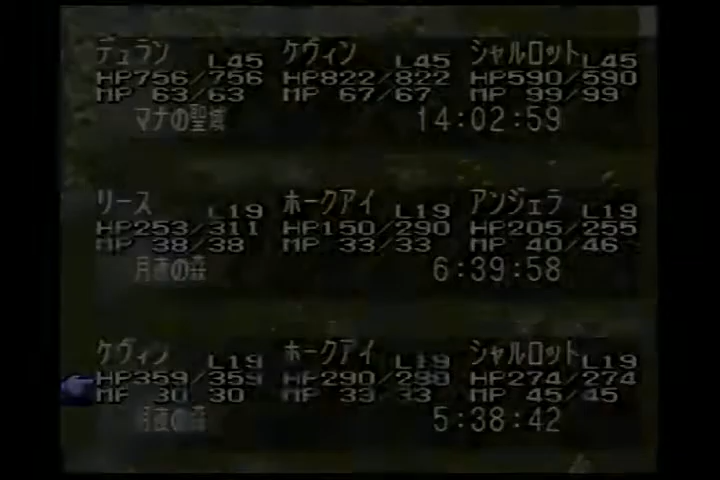 デュラン L45 ケヴィン L45 シャルロット L45
HP756/756 HP822/822 HP590/590
MP 63/63 MP 67/67 MP 99/99
マナの聖域 14:02:59
リース L19 ホークアイ L19 アンジェラ L19
HP253/311 HP150/290 HP205/255
MP 38/38 MP 33/33 MP 40/46
月夜の森 6:39:58
ケヴィン L19 ホークアイ L19 シャルロット L19
HP359/359 HP290/290 HP274/274
MP 30/30 MP 33/33 MP 45/45
月夜の森 5:38:42